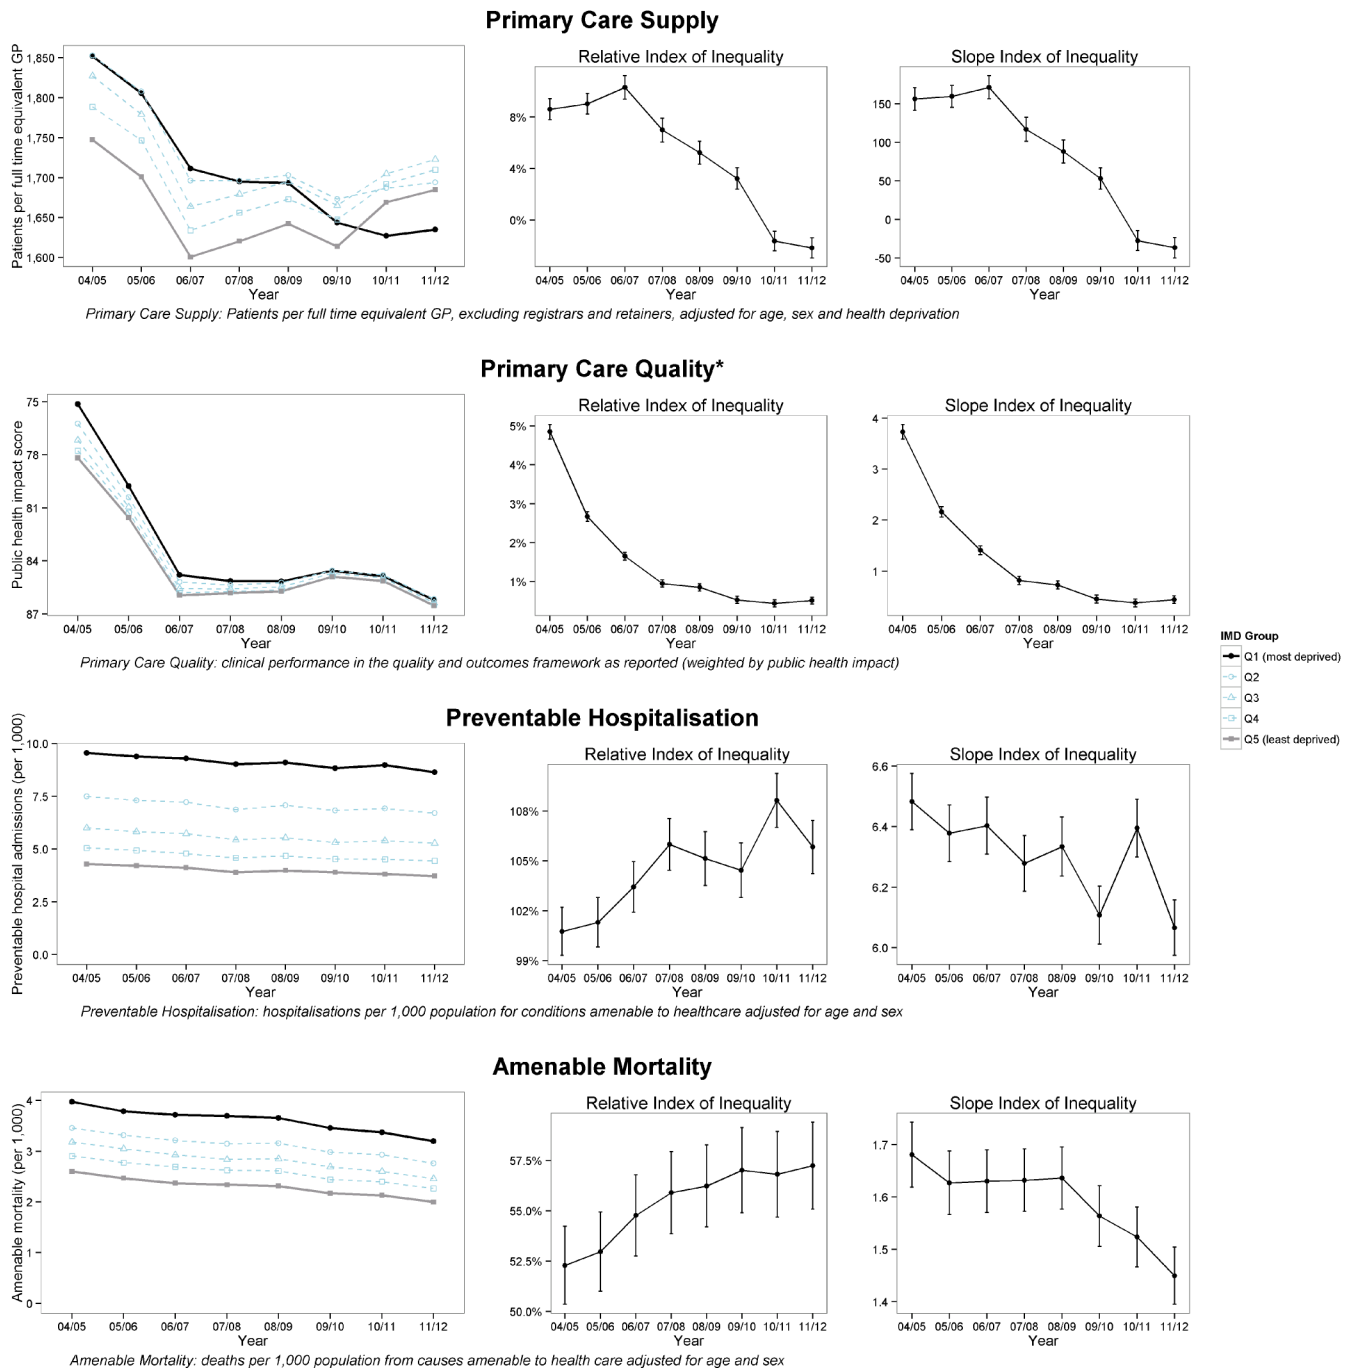 Primary Care Supply
Patients per full time equivalent GP
1,850
1,800
1,750
1,700
1,650
1,600
04/05 05/06 06/07 07/08 08/09 09/10 10/11 11/12
Year
Relative Index of Inequality
8%
4%
0%
04/05 05/06 06/07 07/08 08/09 09/10 10/11 11/12
Year
Slope Index of Inequality
150
100
50
0
-50
04/05 05/06 06/07 07/08 08/09 09/10 10/11 11/12
Year
Primary Care Supply: Patients per full time equivalent GP, excluding registrars and retainers, adjusted for age, sex and health deprivation
Primary Care Quality*
Public health impact score
75
78
81
84
87
04/05 05/06 06/07 07/08 08/09 09/10 10/11 11/12
Year
Relative Index of Inequality
5%
4%
3%
2%
1%
04/05 05/06 06/07 07/08 08/09 09/10 10/11 11/12
Year
Slope Index of Inequality
4
3
2
1
04/05 05/06 06/07 07/08 08/09 09/10 10/11 11/12
Year
Primary Care Quality: clinical performance in the quality and outcomes framework as reported (weighted by public health impact)
IMD Group
Q1 (most deprived)
Q2
Q3
Q4
Q5 (least deprived)
Preventable Hospitalisation
Preventable hospital admissions (per 1,000)
10.0
7.5
5.0
2.5
0.0
04/05 05/06 06/07 07/08 08/09 09/10 10/11 11/12
Year
Relative Index of Inequality
108%
105%
102%
99%
04/05 05/06 06/07 07/08 08/09 09/10 10/11 11/12
Year
Slope Index of Inequality
6.6
6.4
6.2
6.0
04/05 05/06 06/07 07/08 08/09 09/10 10/11 11/12
Year
Preventable Hospitalisation: hospitalisations per 1,000 population for conditions amenable to healthcare adjusted for age and sex
Amenable Mortality
Amenable mortality (per 1,000)
4
3
2
1
0
04/05 05/06 06/07 07/08 08/09 09/10 10/11 11/12
Year
Relative Index of Inequality
57.5%
55.0%
52.5%
50.0%
04/05 05/06 06/07 07/08 08/09 09/10 10/11 11/12
Year
Slope Index of Inequality
1.7
1.6
1.5
1.4
04/05 05/06 06/07 07/08 08/09 09/10 10/11 11/12
Year
Amenable Mortality: deaths per 1,000 population from causes amenable to health care adjusted for age and sex